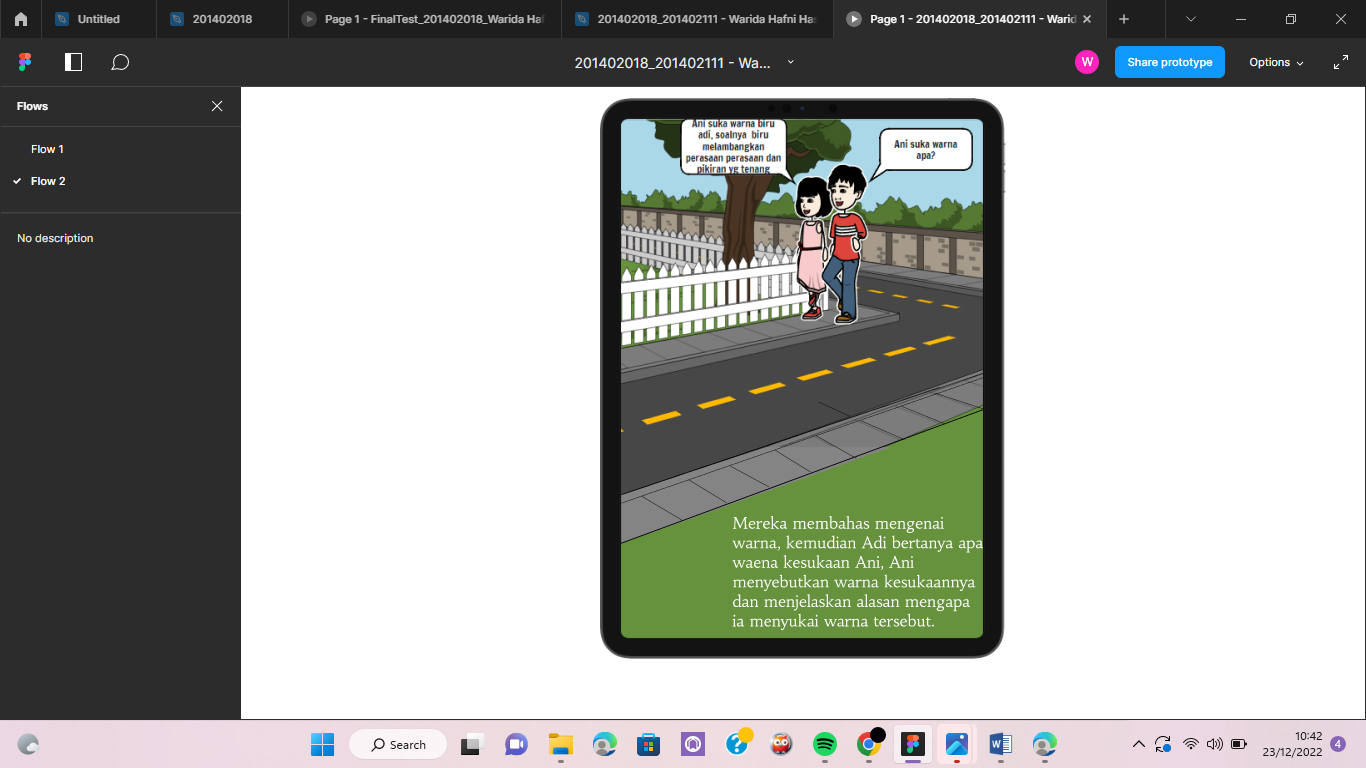 Untitled
201402018
Page 1 - FinalTest_201402018_Warida Haf
201402018_201402111 - Warida Hafni Ha
Page 1 - 201402018_201402111 - Warid
201402018_201402111 - Wa...
W
Share prototype
Options
Flows
Flow 1
Flow 2
No description
Ani suka warna biru
adi, soalnya biru
melambangkan
perasaan perasaan dan
pikiran yg tenang
Ani suka warna
apa?
Mereka membahas mengenai
warna, kemudian Adi bertanya apa
waena kesukaan Ani, Ani
menyebutkan warna kesukaannya
dan menjelaskan alasan mengapa
ia menyukai warna tersebut.
Search
10:42
23/12/2022
4